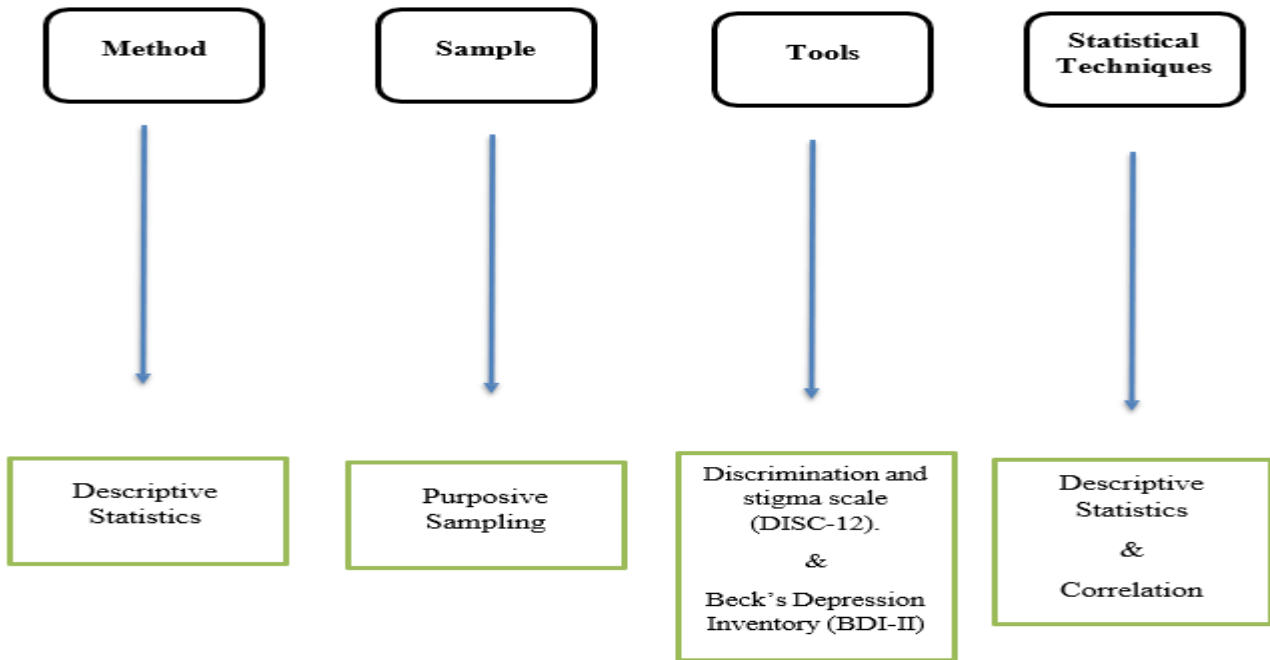 Method
Sample
Tools
Statistical
Techniques
Descriptive
Statistics
Purposive
Sampling
Discrimination and
stigma scale
(DISC-12).
&
Beck’s Depression
Inventory (BDI-II)
Descriptive
Statistics
&
Correlation